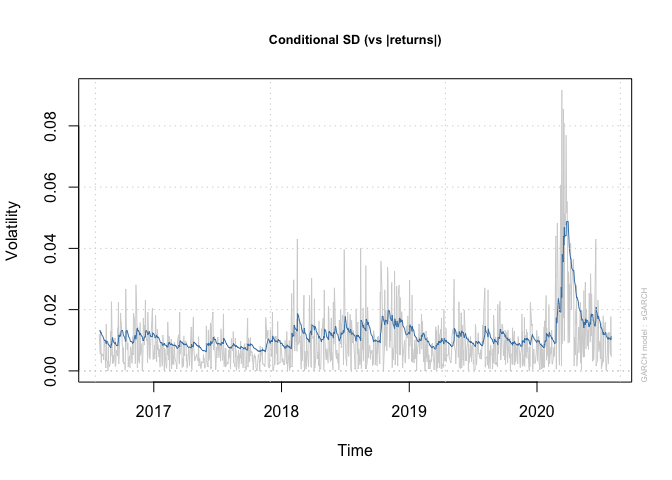 Conditional SD (vs |returns|)
0.08
0.06
0.04
0.02
0.00
Volatility
2017 2018 2019 2020
Time
GARCH model : sGARCH